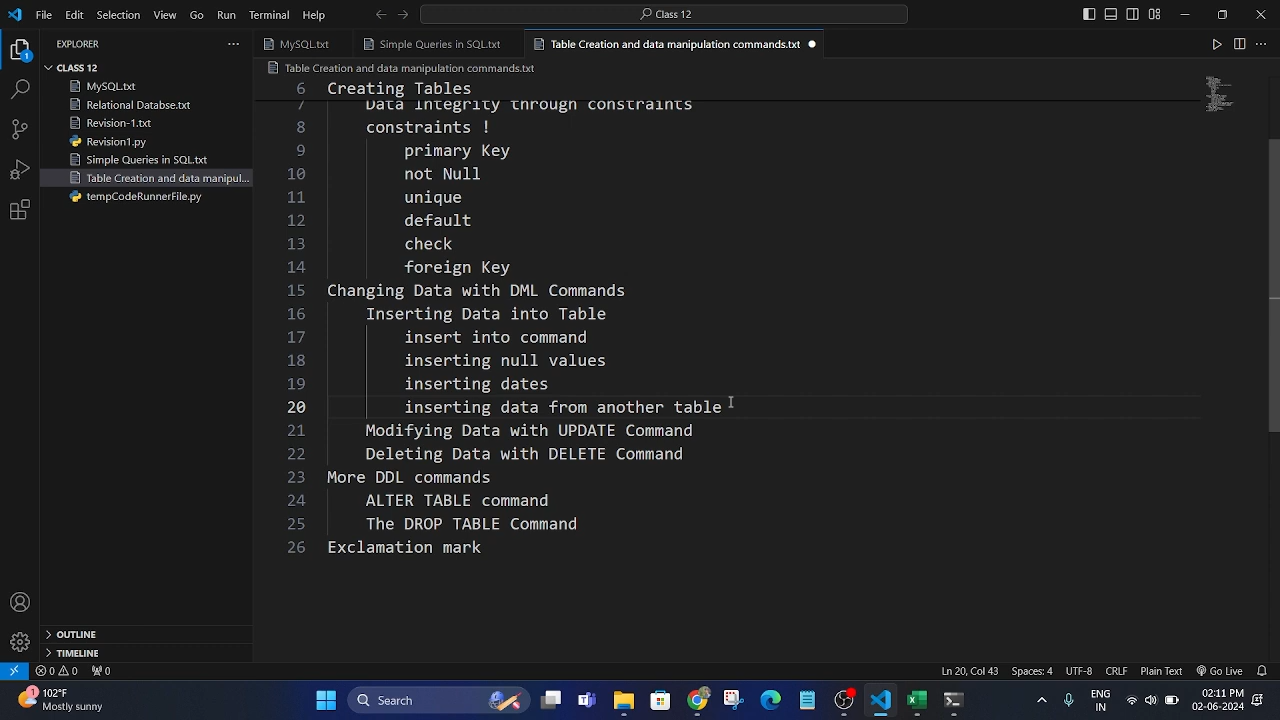 File Edit Selection View Go Run Terminal Help
Class 12
EXPLORER
MySQL.txt
Simple Queries in SQL.txt
Table Creation and data manipulation commands.txt
CLASS 12
MySQL.txt
Relational Databse.txt
Revision-1.txt
Revision1.py
Simple Queries in SQL.txt
Table Creation and data manipul...
tempCodeRunnerFile.py
OUTLINE
TIMELINE
1
Table Creation and data manipulation commands.txt
6 Creating Tables
7 Data Integrity through constraints
8 constraints !
9 primary Key
10 not Null
11 unique
12 default
13 check
14 foreign Key
15 Changing Data with DML Commands
16 Inserting Data into Table
17 insert into command
18 inserting null values
19 inserting dates
20 inserting data from another table
21 Modifying Data with UPDATE Command
22 Deleting Data with DELETE Command
23 More DDL commands
24 ALTER TABLE command
25 The DROP TABLE Command
26 Exclamation mark
0 0 0
Ln 20, Col 43 Spaces: 4 UTF-8 CRLF Plain Text Go Live
1
102°F
Mostly sunny
Search
ENG
IN
02:11 PM
02-06-2024